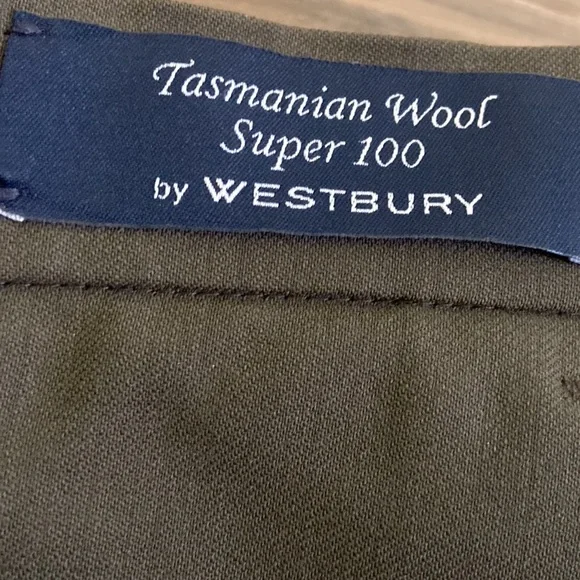 Tasmanian Wool
Super 100
by WESTBURY